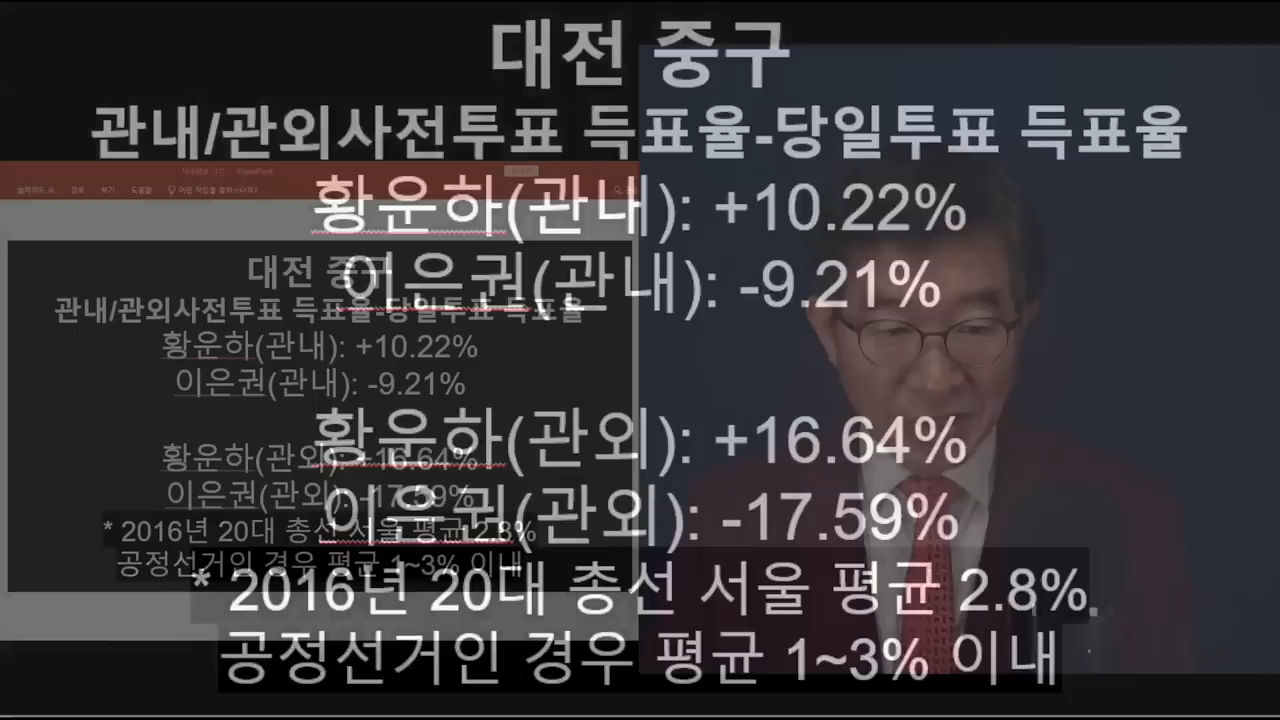 대전 중구
관내/관외사전투표 득표율-당일투표 득표율
황운하(관내): +10.22%
이은권(관내): -9.21%
황운하(관외): +16.64%
이은권(관외): -17.59%
* 2016년 20대 총선 서울 평균 2.8%.
공정선거인 경우 평균 1~3% 이내
PowerPoint
검토
보기
도움말
대전 중구
관내/관외사전투표 득표율-당일투표 득표율
황운하(관내): +10.22%
이은권(관내): -9.21%
황운하(관외): +16.64%
이은권(관외): -17.59%
* 2016년 20대 총선 서울 평균 2.8%
공정선거인 경우 평균 1~3% 이내